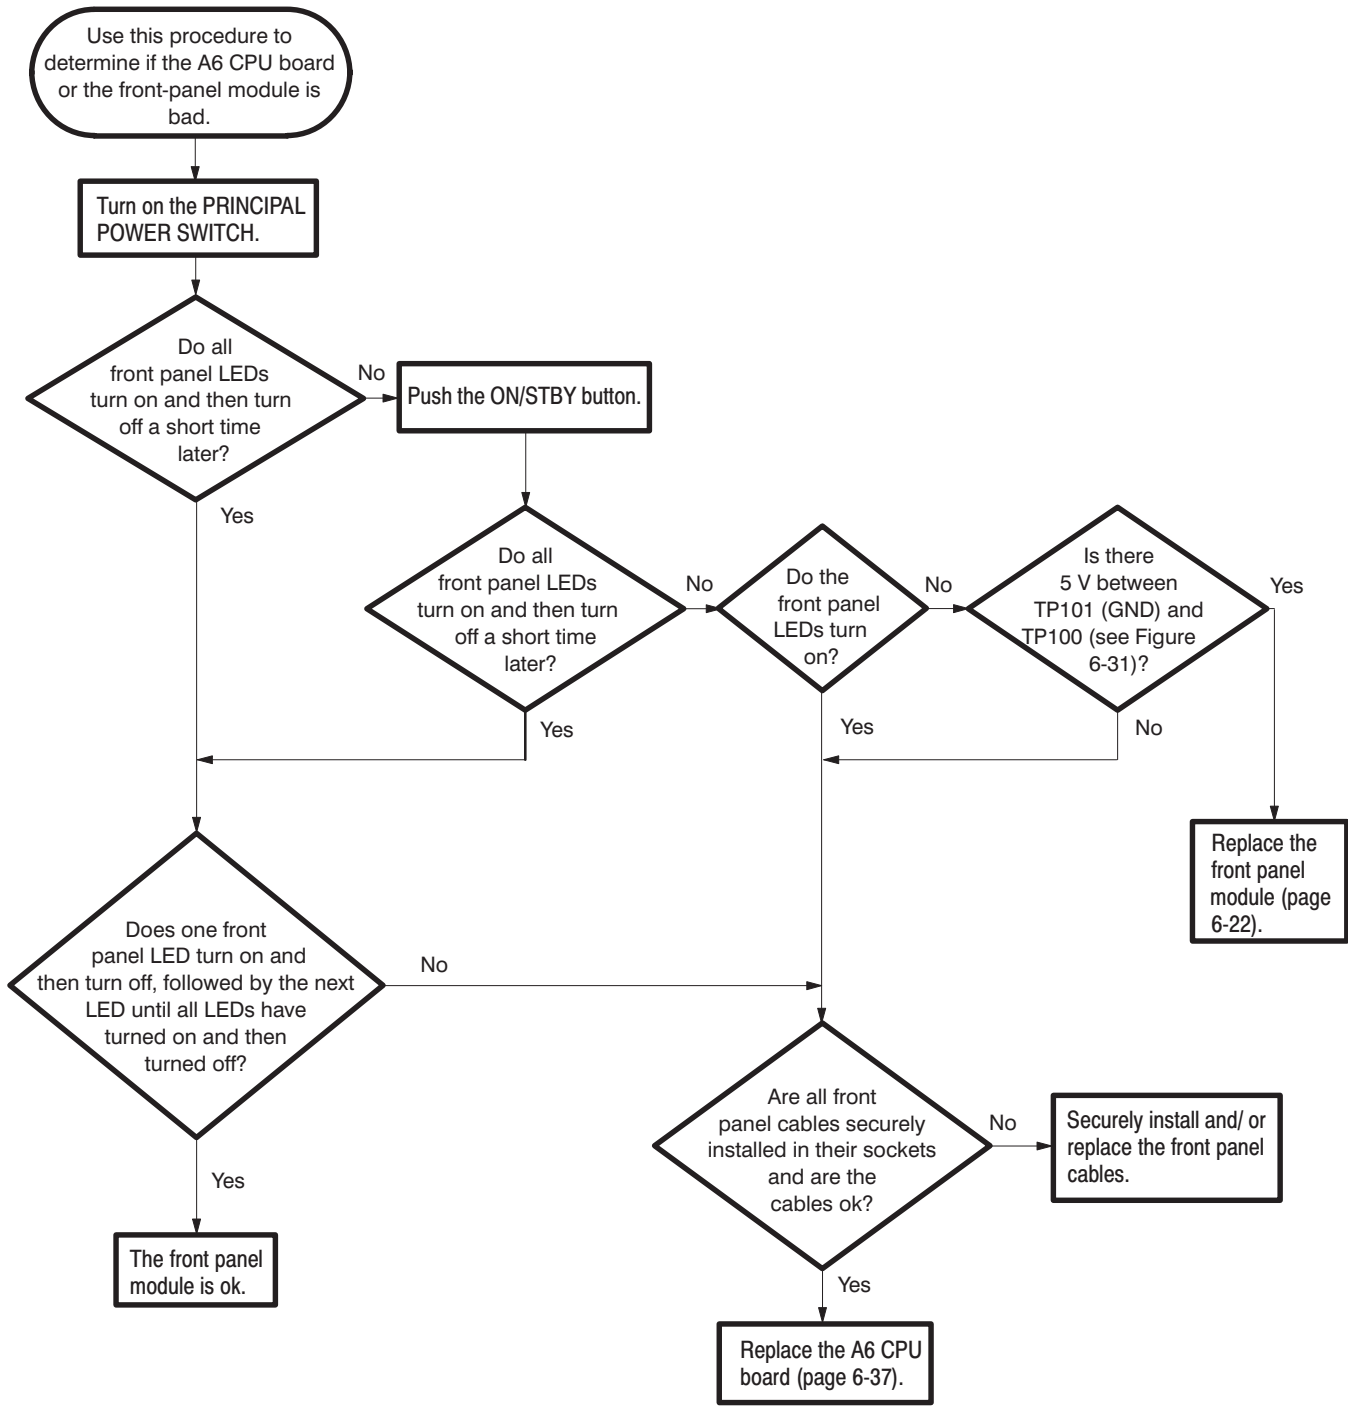 Use this procedure to
determine if the A6 CPU board
or the front-panel module is
bad.
Turn on the PRINCIPAL
POWER SWITCH.
Do all
front panel LEDs
turn on and then turn
off a short time
later?
No
Push the ON/STBY button.
Yes
Do all
front panel LEDs
turn on and then turn
off a short time
later?
No
Do the
front panel
LEDs turn
on?
No
Is there
5 V between
TP101 (GND) and
TP100 (see Figure
6-31)?
Yes
Yes
Yes
No
Replace the
front panel
module (page
6-22).
Does one front
panel LED turn on and
then turn off, followed by the next
LED until all LEDs have
turned on and then
turned off?
No
Are all front
panel cables securely
installed in their sockets
and are the
cables ok?
No
Securely install and/ or
replace the front panel
cables.
Yes
The front panel
module is ok.
Yes
Replace the A6 CPU
board (page 6-37).